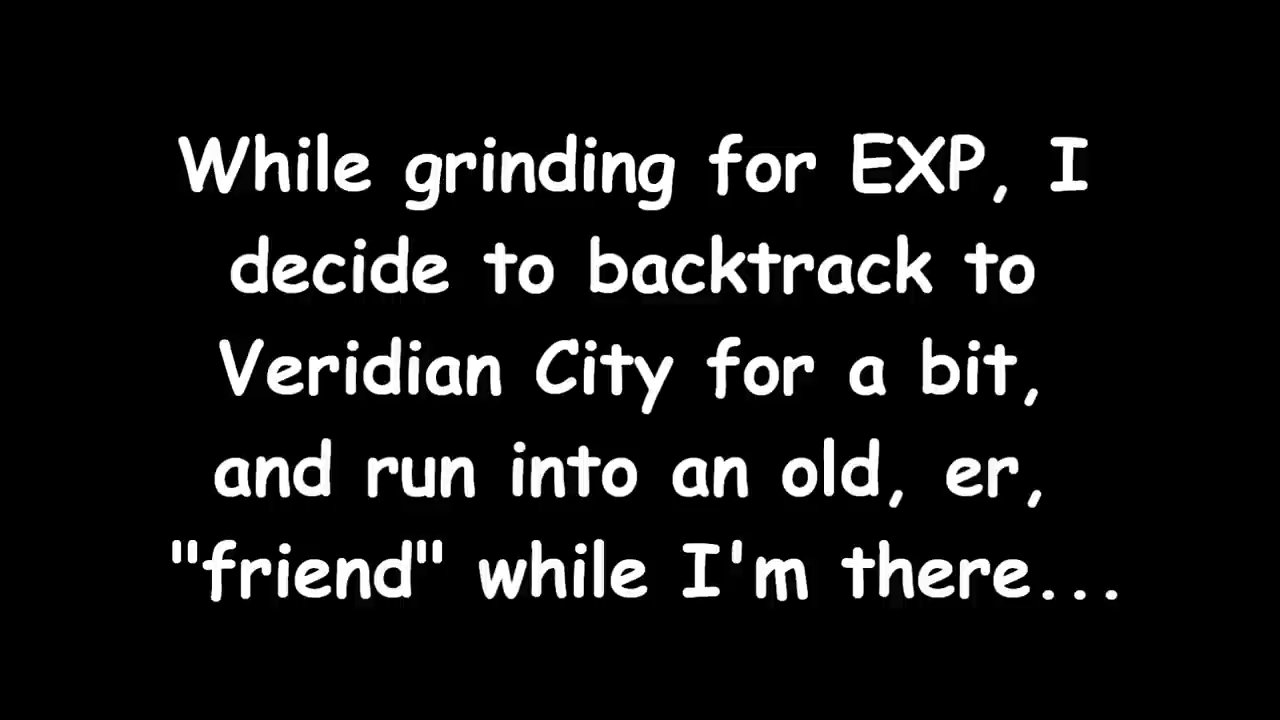 While grinding for EXP, I
decide to backtrack to
Veridian City for a bit,
and run into an old, er,
"friend" while I'm there...